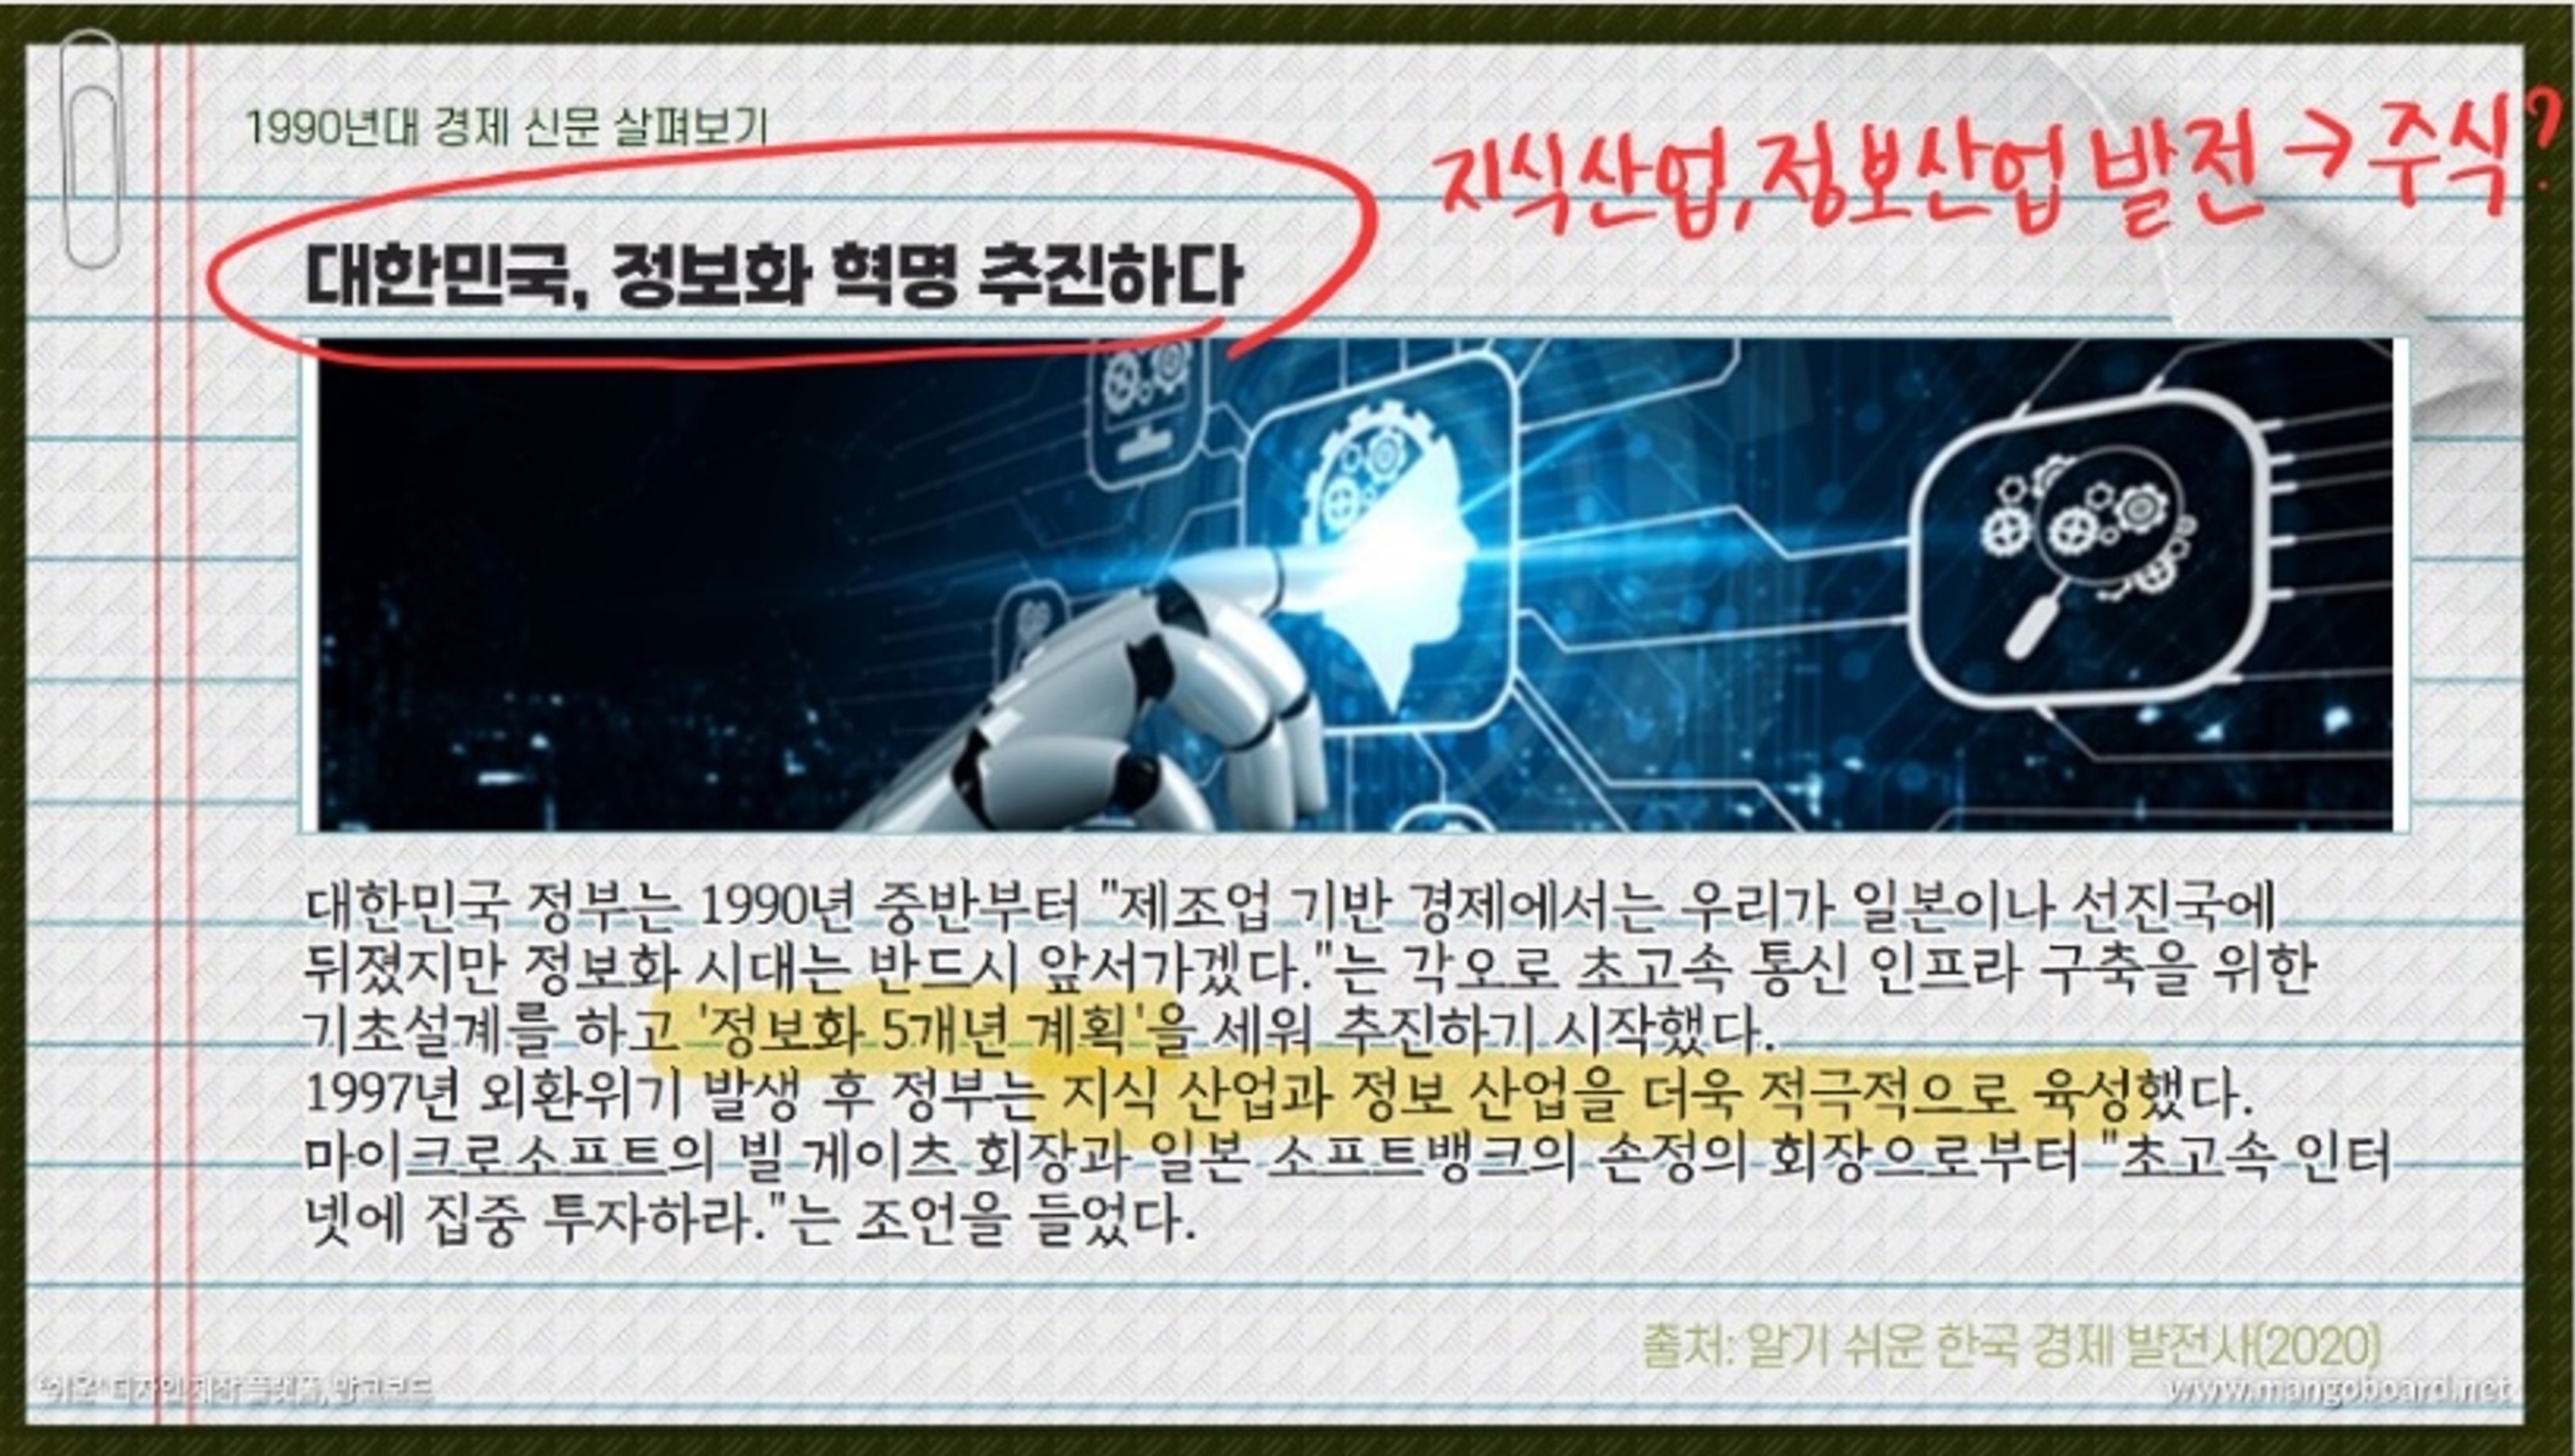 1990년대 경제 신문 살펴보기
지식산업, 정보산업 발전 → 주식?
대한민국, 정보화 혁명 추진하다
대한민국 정부는 1990년 중반부터 "제조업 기반 경제에서는 우리가 일본이나 선진국에
뒤졌지만 정보화 시대는 반드시 앞서가겠다."는 각오로 초고속 통신 인프라 구축을 위한
기초설계를 하고 '정보화 5개년 계획'을 세워 추진하기 시작했다.
1997년 외환위기 발생 후 정부는 지식 산업과 정보 산업을 더욱 적극적으로 육성했다.
마이크로소프트의 빌 게이츠 회장과 일본 소프트뱅크의 손정의 회장으로부터 "초고속 인터
넷에 집중 투자하라."는 조언을 들었다.
출처: 알기 쉬운 한국 경제 발전사(2020)
"쉬운" 디자인 제작 플랫폼, 망고보드
www.mangoboard.net